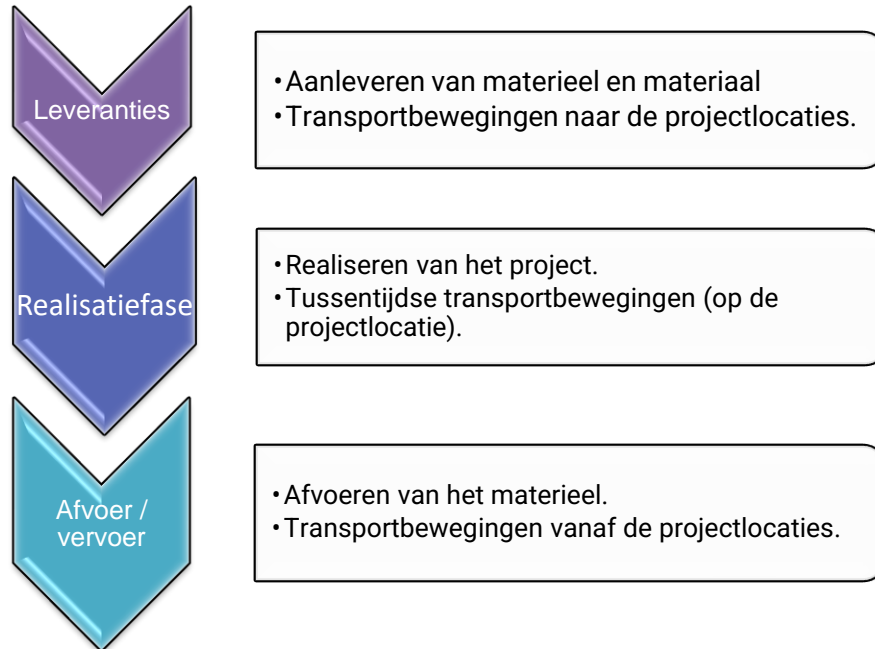 Leveranties
• Aanleveren van materieel en materiaal
• Transportbewegingen naar de projectlocaties.
Realisatiefase
• Realiseren van het project.
• Tussentijdse transportbewegingen (op de
projectlocatie).
Afvoer /
vervoer
• Afvoeren van het materieel.
• Transportbewegingen vanaf de projectlocaties.